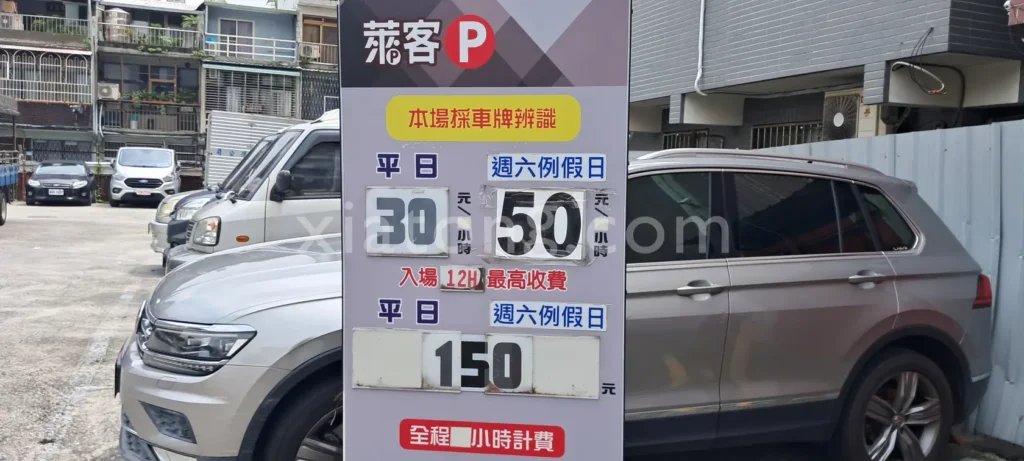 萊客 P
本場採車牌辨識
平日 週六例假日
30 元/小時 50 元/小時
入場 12H 最高收費
平日 週六例假日
150 元
全程 小時計費